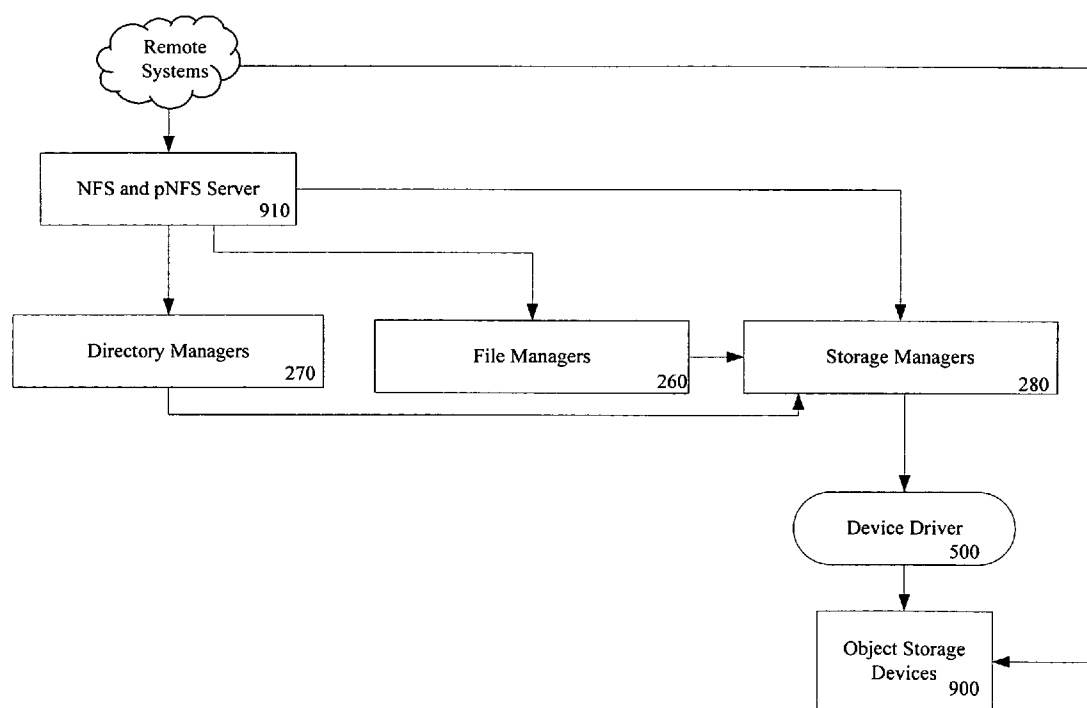 Remote
Systems
NFS and pNFS Server
910
Directory Managers
270
File Managers
260
Storage Managers
280
Device Driver
500
Object Storage
Devices
900